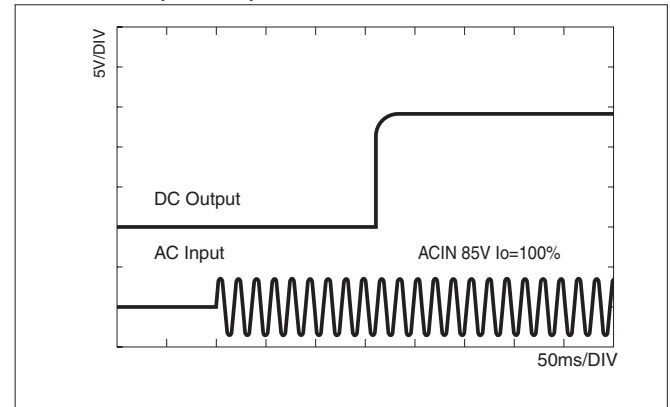 5V/DIV
DC Output
AC Input
ACIN 85V Io=100%
50ms/DIV